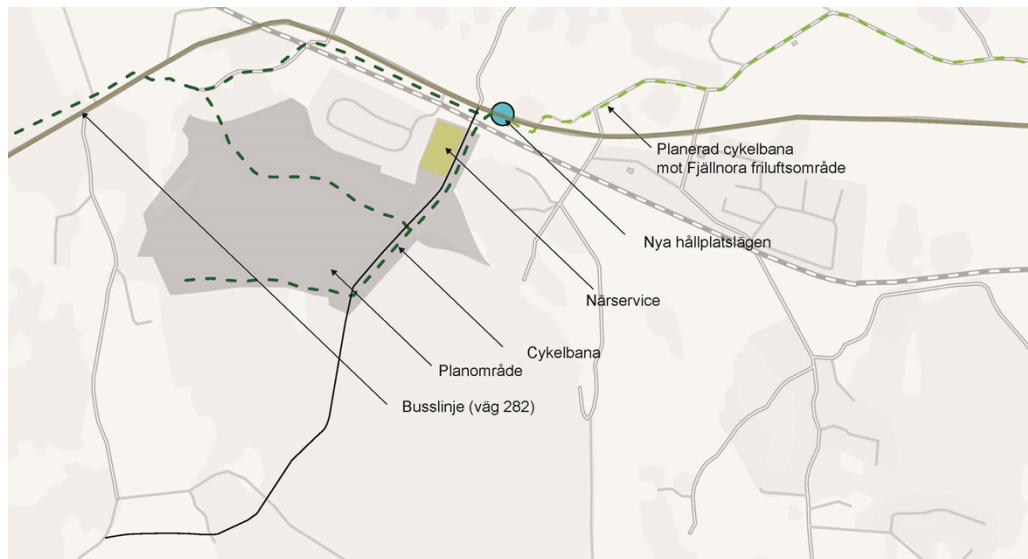 Planerad cykelbana
mot Fjällnora friluftsområde
Nya hållplatslägen
Närservice
Cykelbana
Planområde
Busslinje (väg 282)